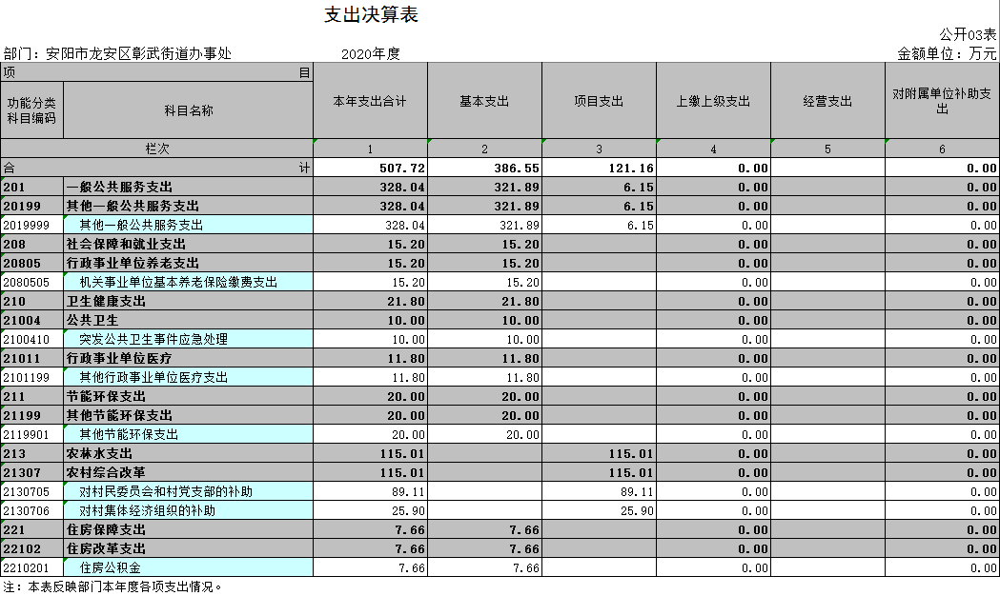 支出决算表
公开03表
部门：安阳市龙安区彰武街道办事处 2020年度 金额单位：万元
项 目 本年支出合计 基本支出 项目支出 上缴上级支出 经营支出 对附属单位补助支出
功能分类科目编码 科目名称
栏次 1 2 3 4 5 6
合 计 507.72 386.55 121.16 0.00 0.00
201 一般公共服务支出 328.04 321.89 6.15 0.00 0.00
20199 其他一般公共服务支出 328.04 321.89 6.15 0.00 0.00
2019999 其他一般公共服务支出 328.04 321.89 6.15 0.00 0.00
208 社会保障和就业支出 15.20 15.20 0.00 0.00
20805 行政事业单位养老支出 15.20 15.20 0.00 0.00
2080505 机关事业单位基本养老保险缴费支出 15.20 15.20 0.00 0.00
210 卫生健康支出 21.80 21.80 0.00 0.00
21004 公共卫生 10.00 10.00 0.00 0.00
2100410 突发公共卫生事件应急处理 10.00 10.00 0.00 0.00
21011 行政事业单位医疗 11.80 11.80 0.00 0.00
2101199 其他行政事业单位医疗支出 11.80 11.80 0.00 0.00
211 节能环保支出 20.00 20.00 0.00 0.00
21199 其他节能环保支出 20.00 20.00 0.00 0.00
2119901 其他节能环保支出 20.00 20.00 0.00 0.00
213 农林水支出 115.01 115.01 0.00 0.00
21307 农村综合改革 115.01 115.01 0.00 0.00
2130705 对村民委员会和村党支部的补助 89.11 89.11 0.00 0.00
2130706 对村集体经济组织的补助 25.90 25.90 0.00 0.00
221 住房保障支出 7.66 7.66 0.00 0.00
22102 住房改革支出 7.66 7.66 0.00 0.00
2210201 住房公积金 7.66 7.66 0.00 0.00
注：本表反映部门本年度各项支出情况。